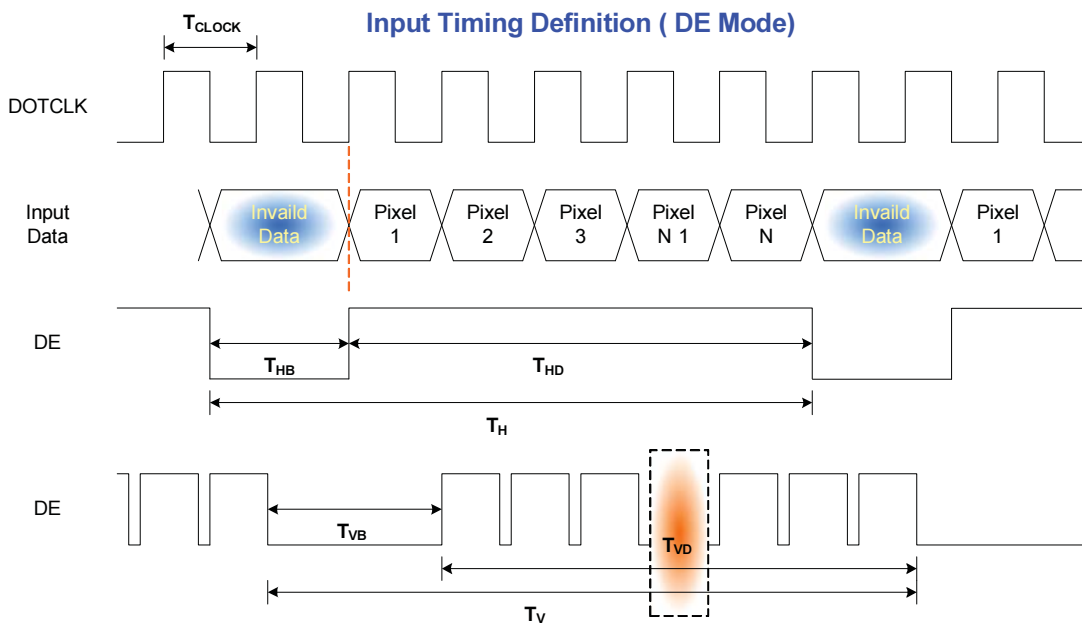 Input Timing Definition ( DE Mode)
TCLOCK
DOTCLK
Input
Data
Invaild
Data
Pixel
1
Pixel
2
Pixel
3
Pixel
N 1
Pixel
N
Invaild
Data
Pixel
1
DE
THB
THD
TH
DE
TVB
TVD
TV